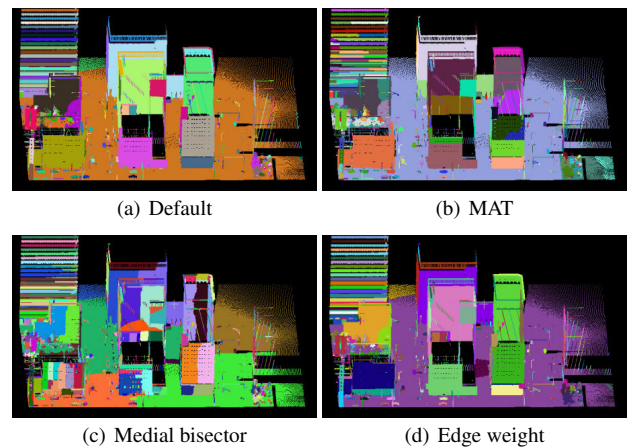 (a) Default
(b) MAT
(c) Medial bisector
(d) Edge weight